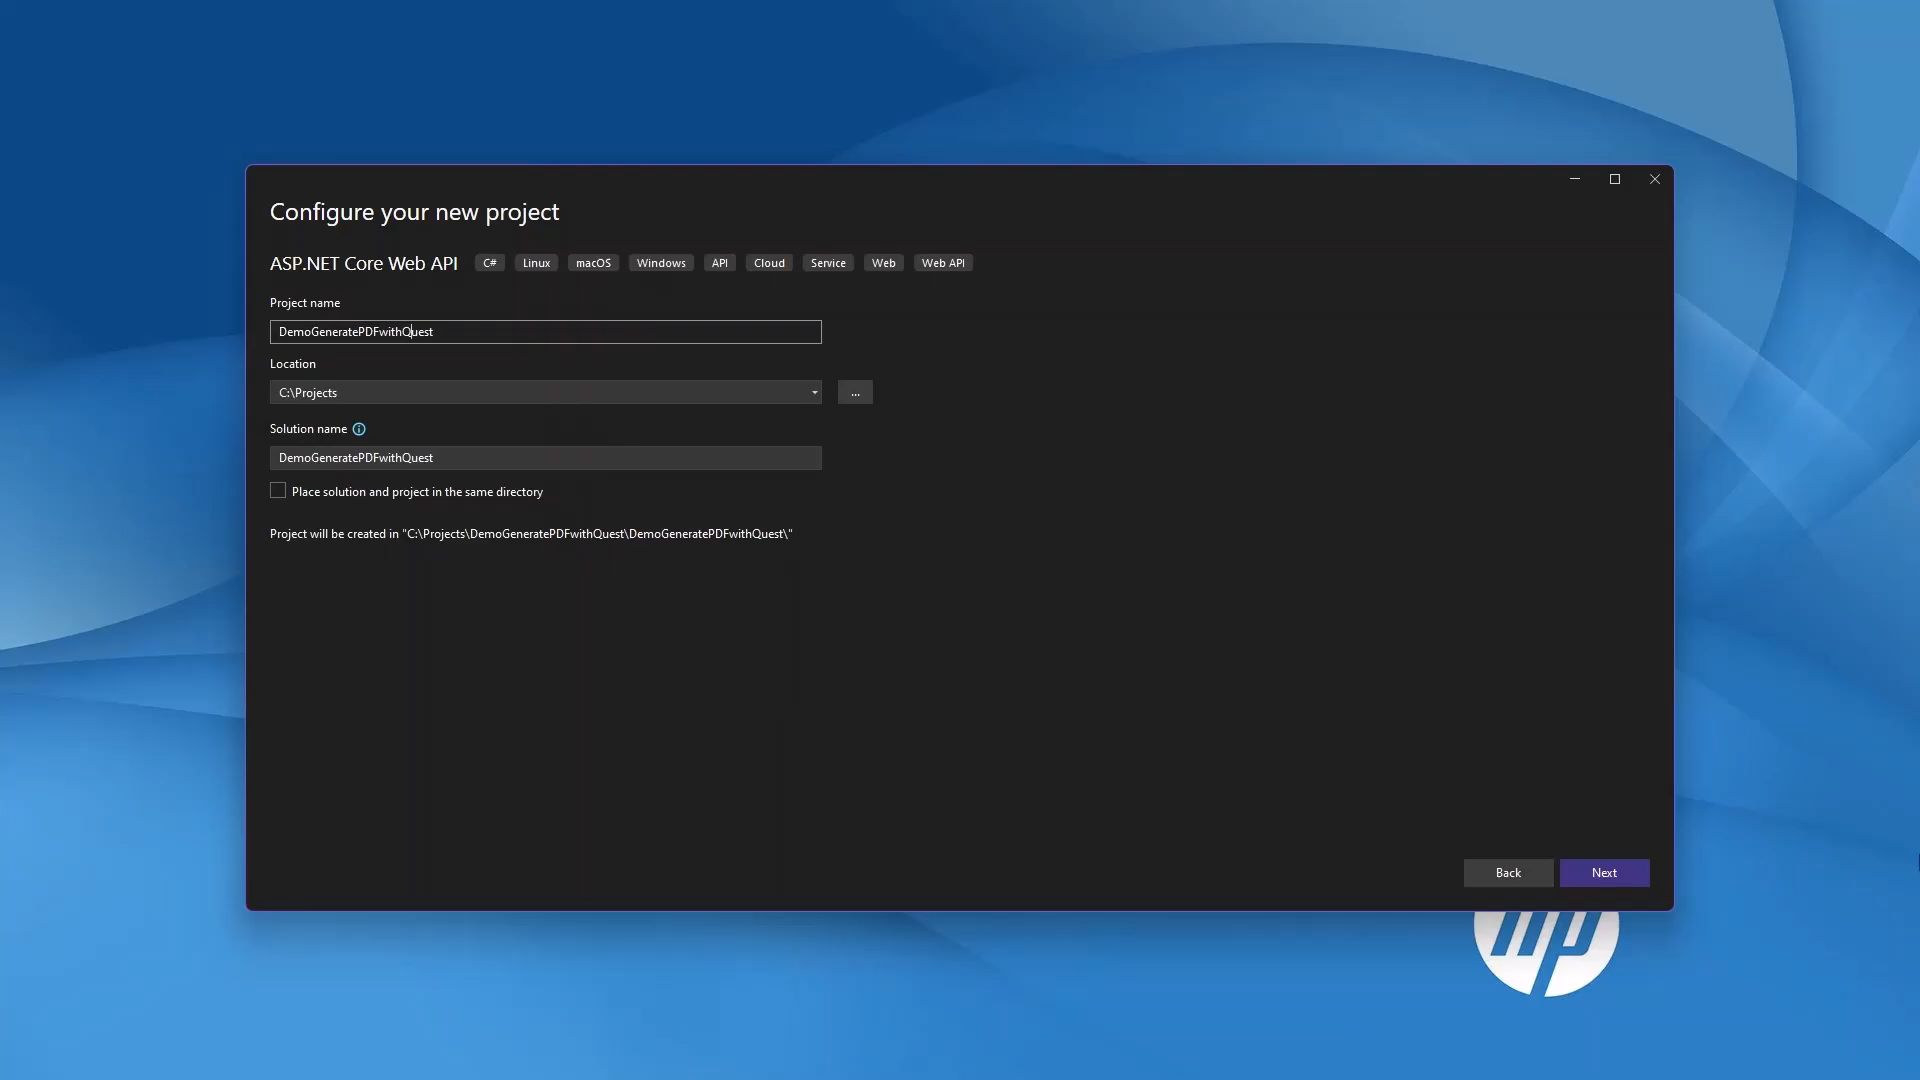 Configure your new project
ASP.NET Core Web API C# Linux macOS Windows API Cloud Service Web Web API
Project name
DemoGeneratePDFwithQuest
Location
C:\Projects ...
Solution name
DemoGeneratePDFwithQuest
Place solution and project in the same directory
Project will be created in "C:\Projects\DemoGeneratePDFwithQuest\DemoGeneratePDFwithQuest\"
Back Next
hp